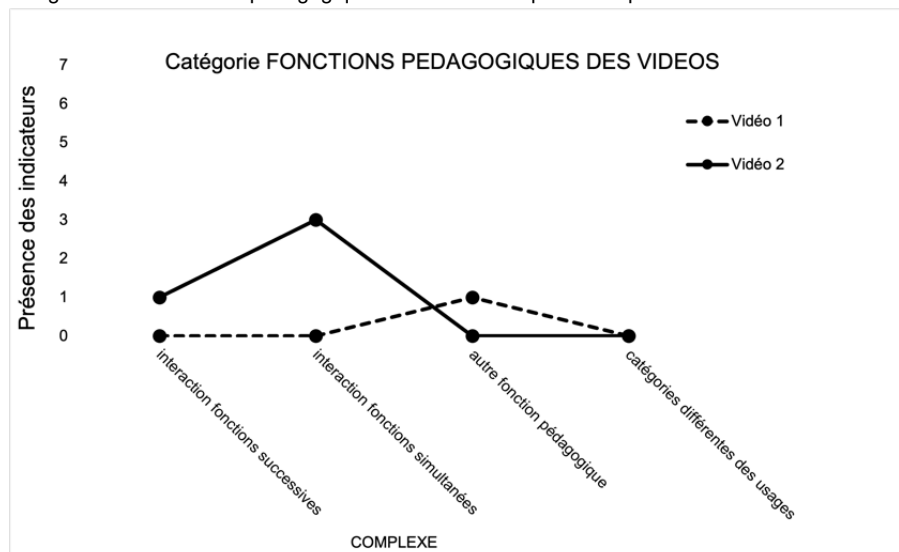 Catégorie FONCTIONS PEDAGOGIQUES DES VIDEOS
Présence des indicateurs
7
6
5
4
3
2
1
0
Vidéo 1
Vidéo 2
interaction fonctions successives
interaction fonctions simultanées
autre fonction pédagogique
catégories différentes des usages
COMPLEXE